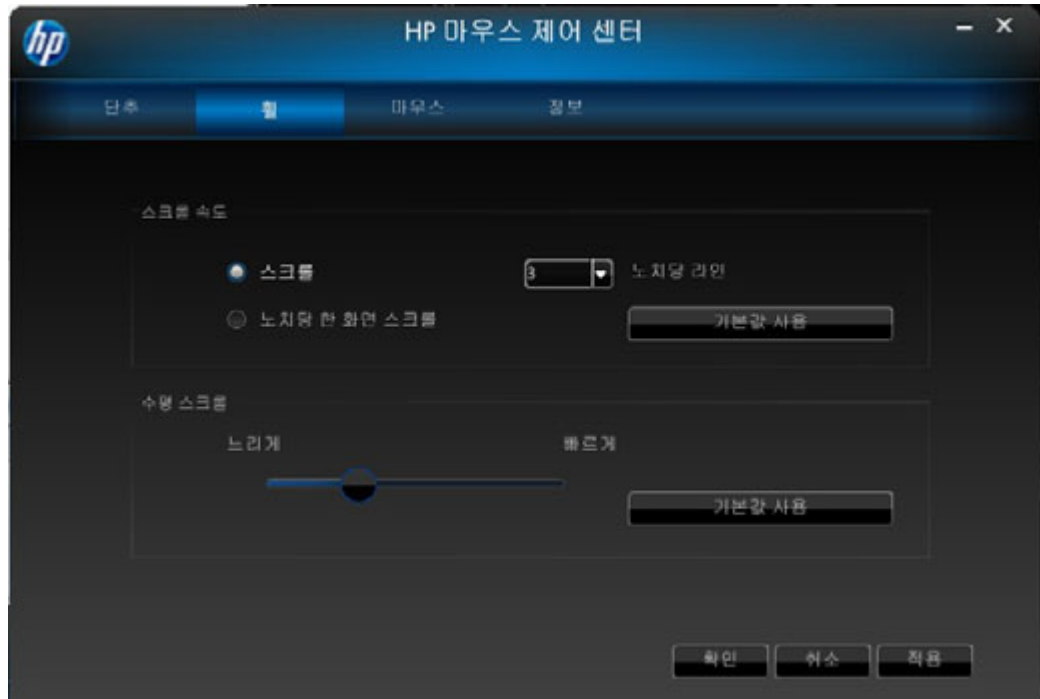 hp
HP 마우스 제어 센터
단추 휠 마우스 정보
스크롤 속도
스크롤 3 노치당 라인
노치당 한 화면 스크롤 기본값 사용
수평 스크롤
느리게 빠르게
기본값 사용
확인 취소 적용